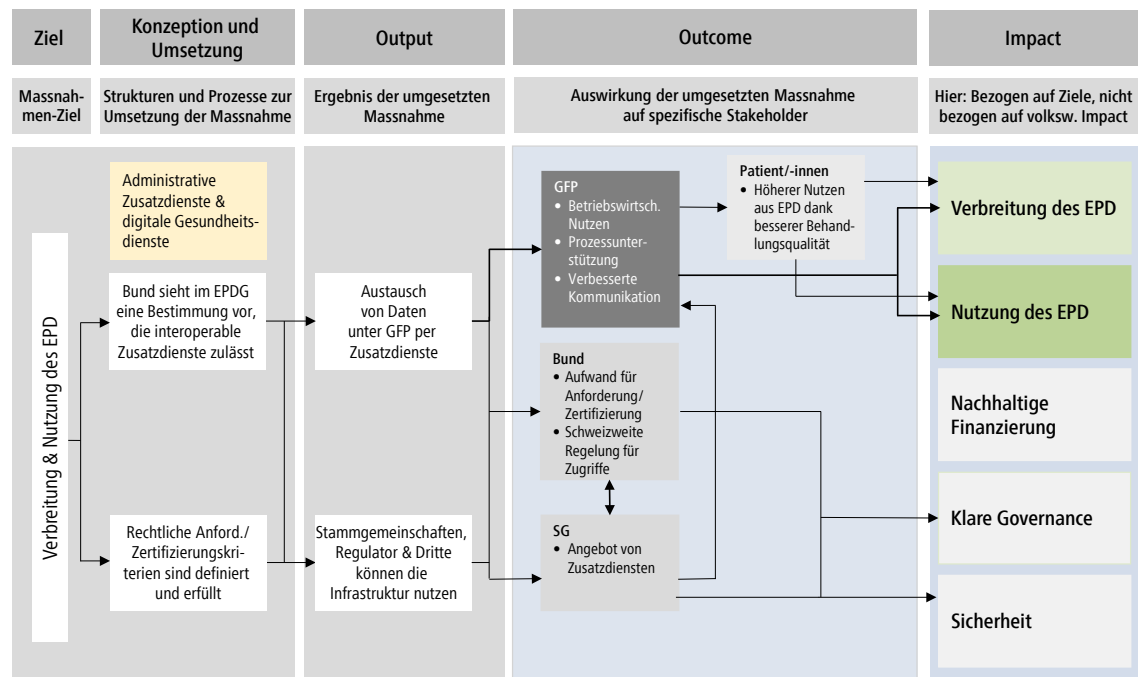 Ziel
Konzeption und
Umsetzung
Output
Outcome
Impact
Massnah-
men-Ziel
Strukturen und Prozesse zur
Umsetzung der Massnahme
Ergebnis der umgesetzten
Massnahme
Auswirkung der umgesetzten Massnahme
auf spezifische Stakeholder
Hier: Bezogen auf Ziele, nicht
bezogen auf volksw. Impact
Verbreitung & Nutzung des EPD
Administrative
Zusatzdienste &
digitale Gesundheits-
dienste
Bund sieht im EPDG
eine Bestimmung vor,
die interoperable
Zusatzdienste zulässt
Rechtliche Anford./
Zertifizierungskri-
terien sind definiert
und erfüllt
Austausch
von Daten
unter GFP per
Zusatzdienste
Stammgemeinschaften,
Regulator & Dritte
können die
Infrastruktur nutzen
GFP
• Betriebswirtsch.
Nutzen
• Prozessunter-
stützung
• Verbesserte
Kommunikation
Patient/-innen
• Höherer Nutzen
aus EPD dank
besserer Behand-
lungsqualität
Bund
• Aufwand für
Anforderung/
Zertifizierung
• Schweizweite
Regelung für
Zugriffe
SG
• Angebot von
Zusatzdiensten
Verbreitung des EPD
Nutzung des EPD
Nachhaltige
Finanzierung
Klare Governance
Sicherheit